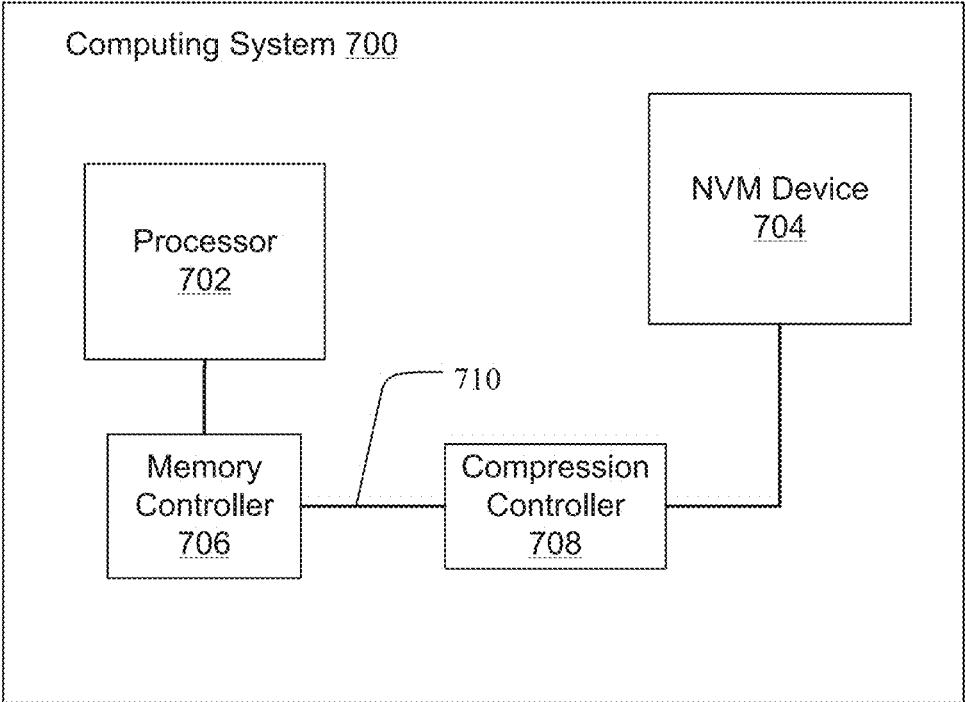 Computing System 700
NVM Device
704
Processor
702
710
Memory
Controller
706
Compression
Controller
708